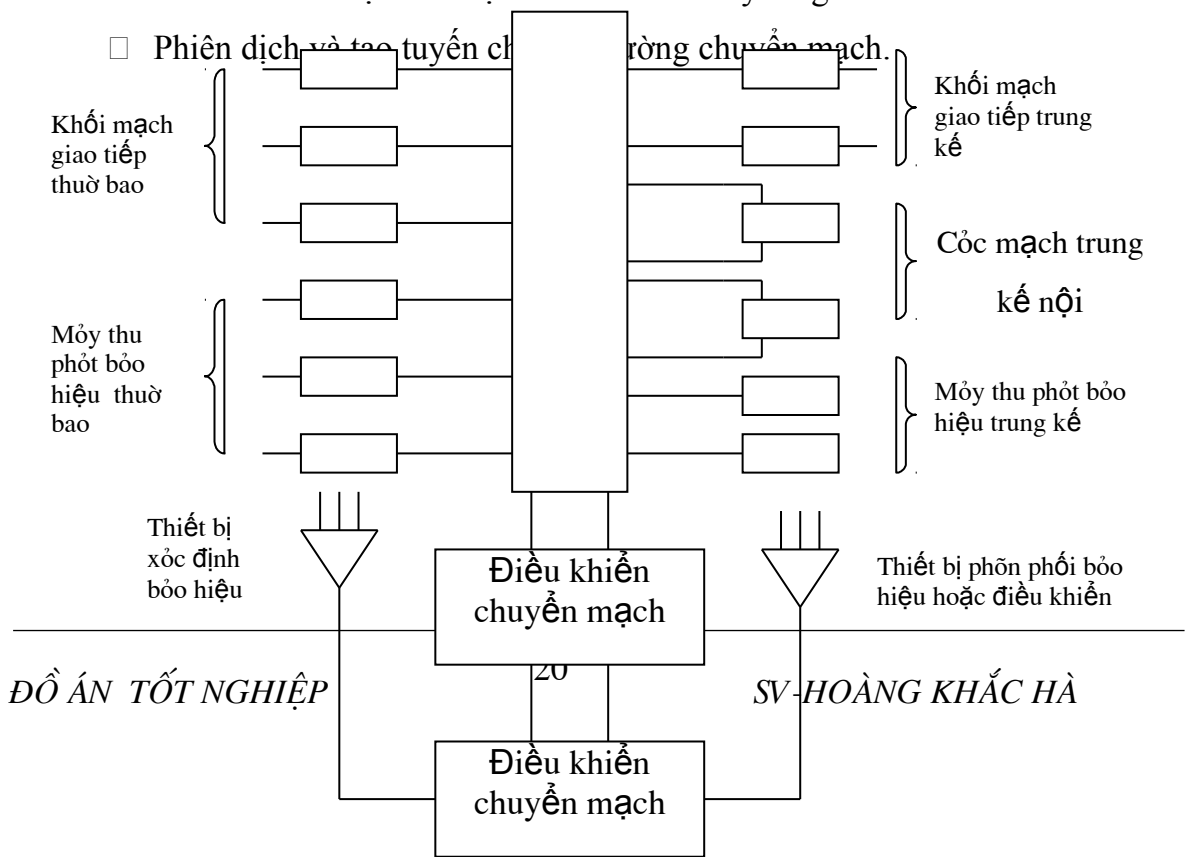 □ Phiên dịch và tạo tuyến ch ường chuyển mạch.
Khối mạch
giao tiếp
thuờ bao
Khối mạch
giao tiếp trung
kế
Cỏc mạch trung
kế nội
Mỏy thu
phỏt bỏo
hiệu thuờ
bao
Mỏy thu phỏt bỏo
hiệu trung kế
Thiết bị
xỏc định
bỏo hiệu
Điều khiển
chuyển mạch
Thiết bị phõn phối bỏo
hiệu hoặc điều khiển
20
ĐỒ ÁN TỐT NGHIỆP
SV-HOÀNG KHẮC HÀ
Điều khiển
chuyển mạch